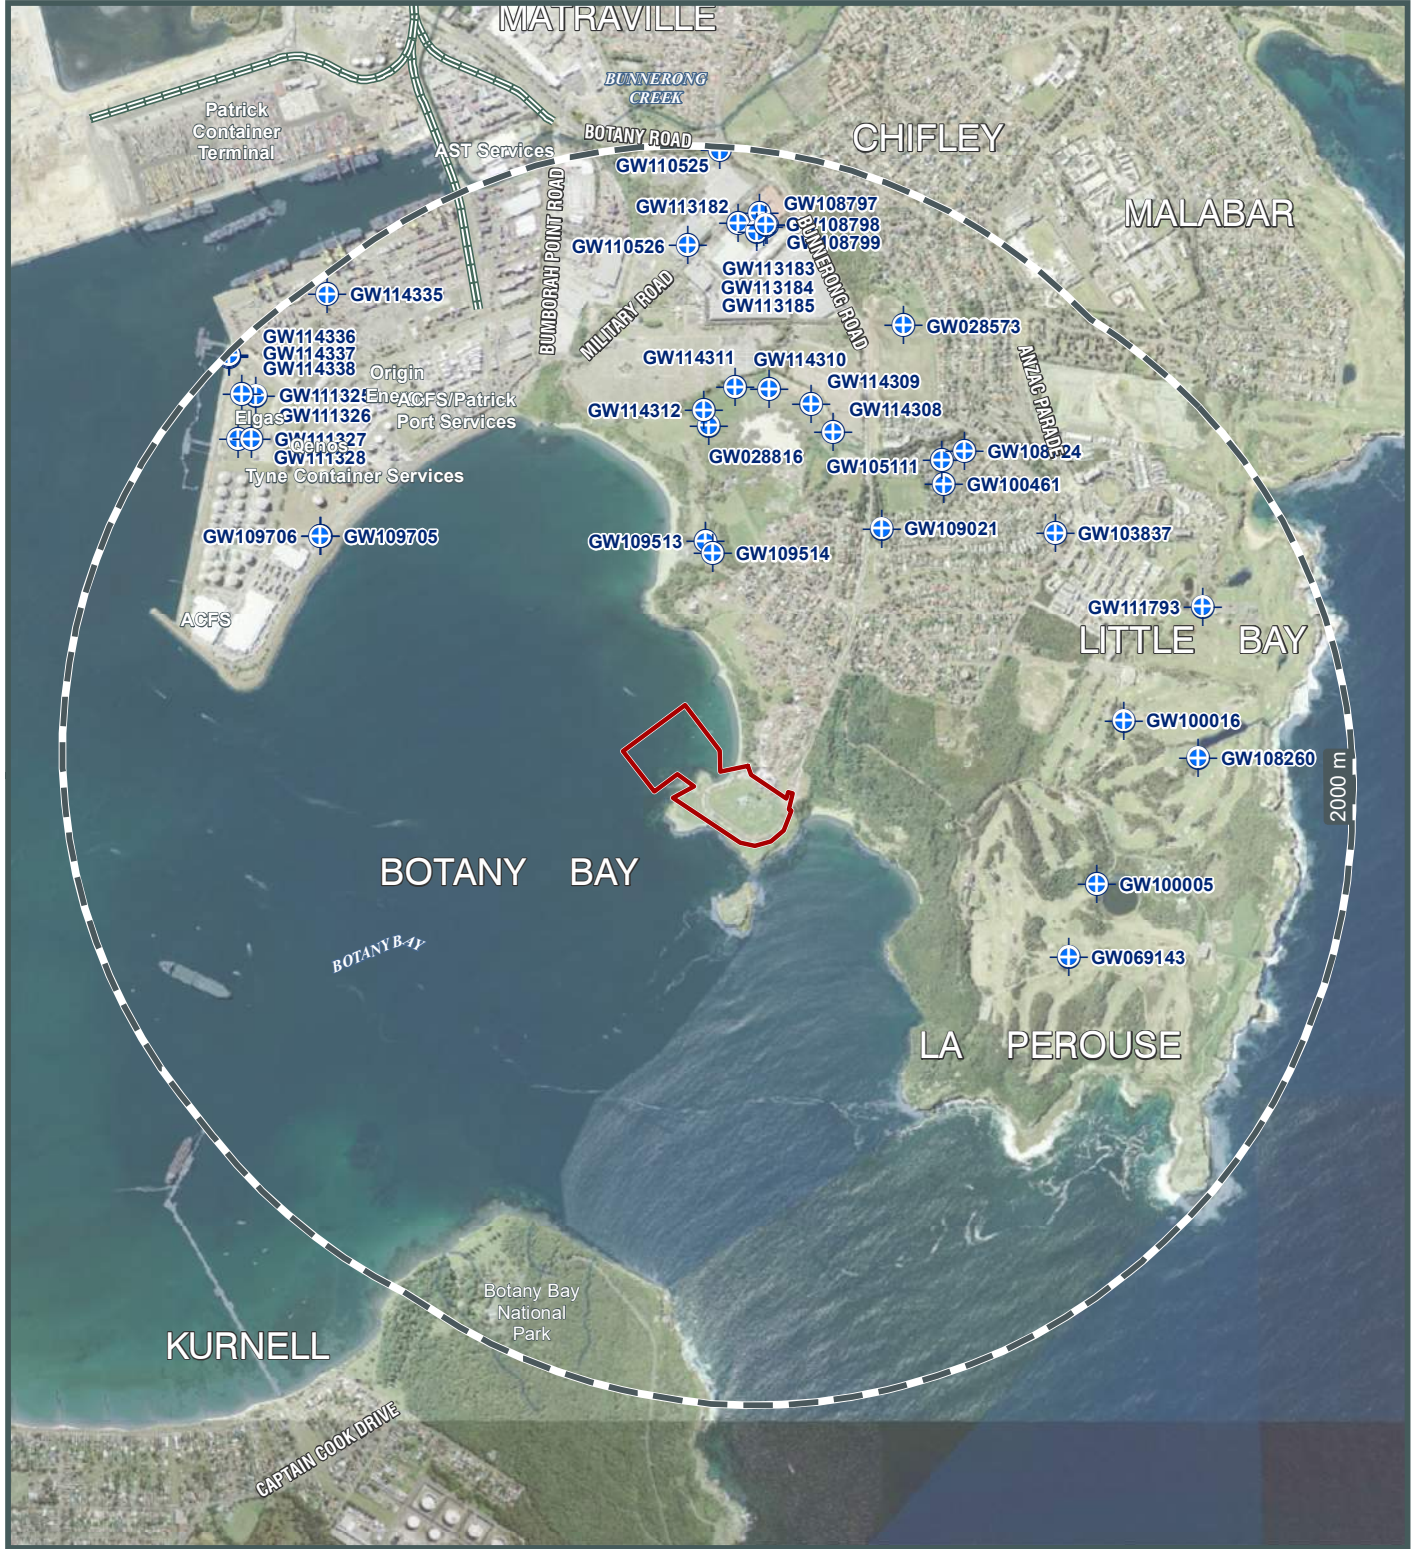 MATRAVILLE
BUNNERONG
CREEK
Patrick
Container
Terminal
BOTANY ROAD
CHIFLEY
AST Services
GW110525
MALABAR
BUMBORAH POINT ROAD
GW113182
GW108797
GW108798
GW108799
GW110526
BUNNERONG ROAD
GW113183
GW113184
GW113185
MILITARY ROAD
GW114335
GW028573
GW114336
GW114337
GW114338
ANZAC PARADE
GW114311
GW114310
Origin
GW114309
GW111325
ACFS/Patrick
Port Services
GW111326
Elgas
GW114312
GW114308
GW111327
Qenos
GW111328
GW028816
GW105111
GW100461
Tyne Container Services
GW109706
GW109705
GW109513
GW109514
GW109021
GW103837
GW111793
ACFS
LITTLE BAY
GW100016
GW108260
2000 m
BOTANY BAY
GW100005
BOTANY BAY
GW069143
LA PEROUSE
Botany Bay
National
Park
KURNELL
CAPTAIN COOK DRIVE